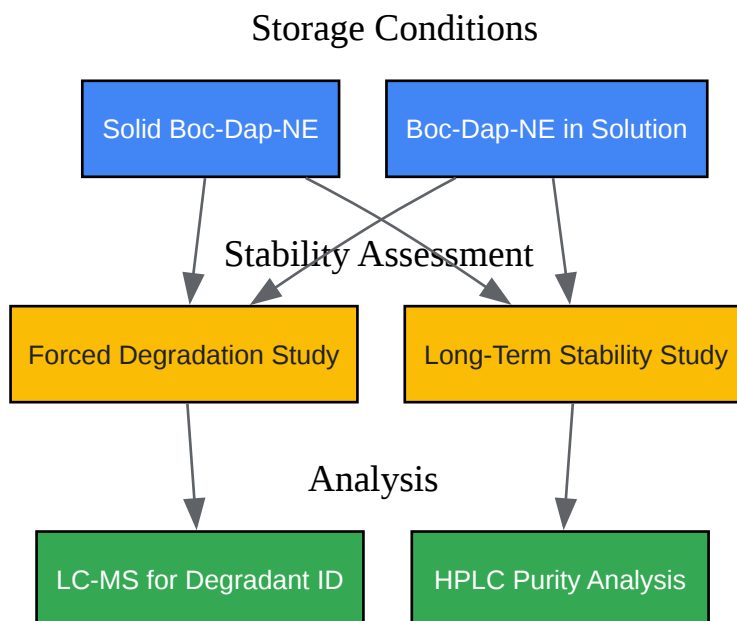 Storage Conditions
Solid Boc-Dap-NE
Boc-Dap-NE in Solution
Stability Assessment
Forced Degradation Study
Long-Term Stability Study
Analysis
LC-MS for Degradant ID
HPLC Purity Analysis